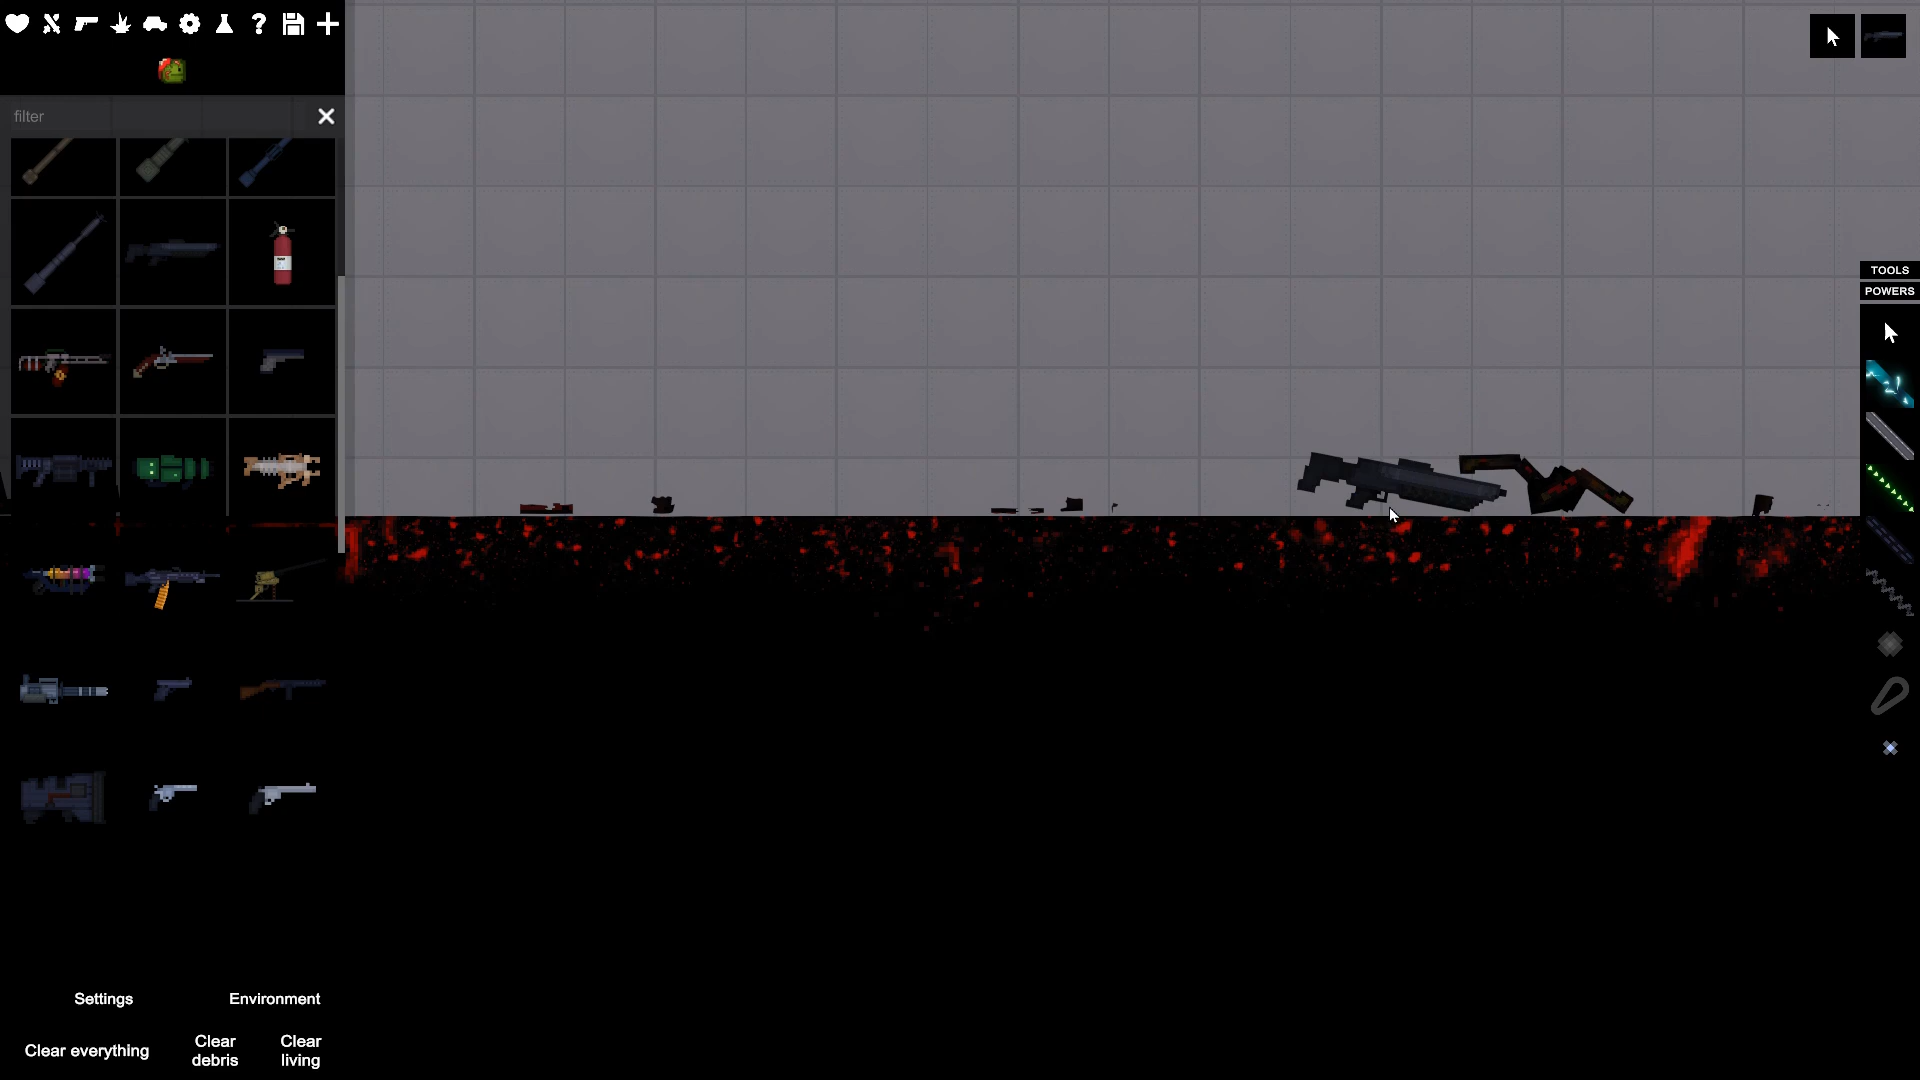 filter
TOOLS
POWERS
Settings
Environment
Clear everything
Clear
debris
Clear
living